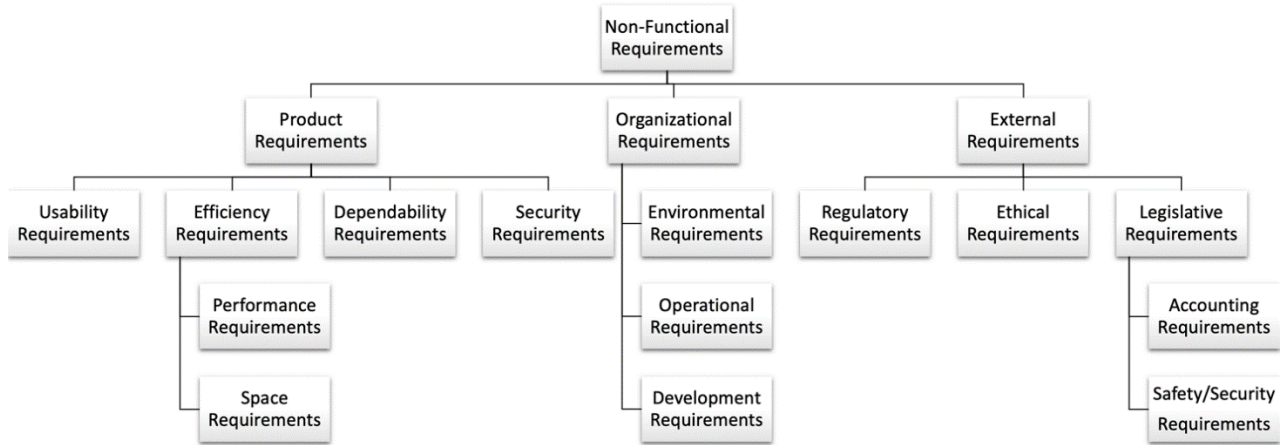 Non-Functional
Requirements
Product
Requirements
Organizational
Requirements
External
Requirements
Usability
Requirements
Efficiency
Requirements
Dependability
Requirements
Security
Requirements
Environmental
Requirements
Regulatory
Requirements
Ethical
Requirements
Legislative
Requirements
Performance
Requirements
Operational
Requirements
Accounting
Requirements
Space
Requirements
Development
Requirements
Safety/Security
Requirements